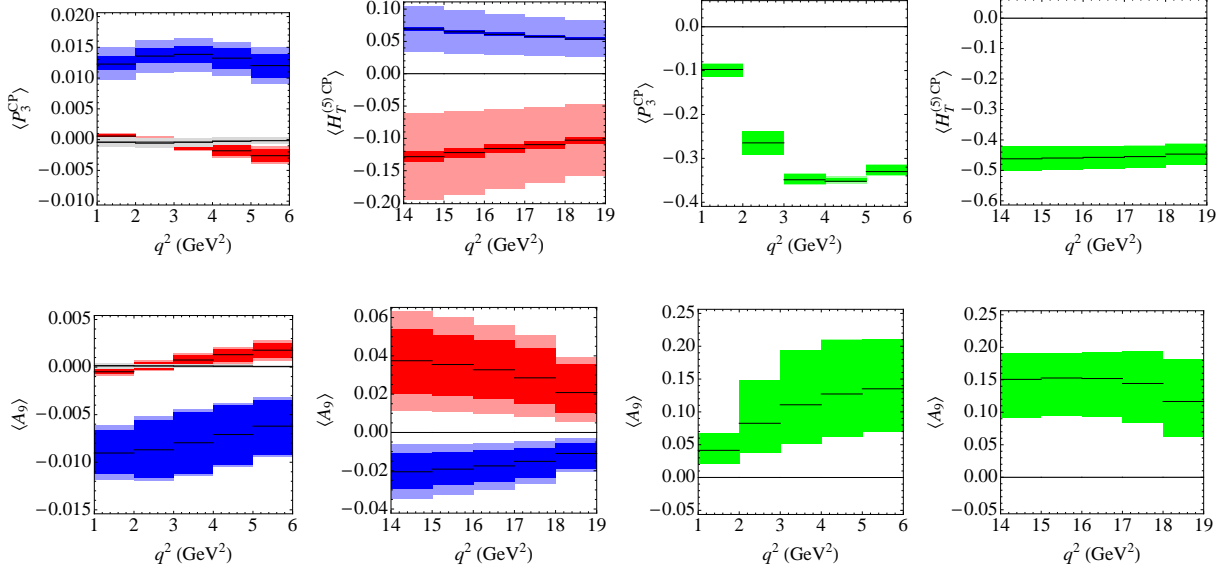 ⟨P₃^CP⟩
0.020
0.015
0.010
0.005
0.000
−0.005
−0.010
1 2 3 4 5 6
q² (GeV²)
⟨H_T^(5) CP⟩
0.10
0.05
0.00
−0.05
−0.10
−0.15
−0.20
14 15 16 17 18 19
q² (GeV²)
⟨P₃^CP⟩
0.0
−0.1
−0.2
−0.3
−0.4
1 2 3 4 5 6
q² (GeV²)
⟨H_T^(5) CP⟩
0.0
−0.1
−0.2
−0.3
−0.4
−0.5
−0.6
14 15 16 17 18 19
q² (GeV²)
⟨A₉⟩
0.005
0.000
−0.005
−0.010
−0.015
1 2 3 4 5 6
q² (GeV²)
⟨A₉⟩
0.06
0.04
0.02
0.00
−0.02
−0.04
14 15 16 17 18 19
q² (GeV²)
⟨A₉⟩
0.25
0.20
0.15
0.10
0.05
0.00
−0.05
1 2 3 4 5 6
q² (GeV²)
⟨A₉⟩
0.25
0.20
0.15
0.10
0.05
0.00
−0.05
14 15 16 17 18 19
q² (GeV²)